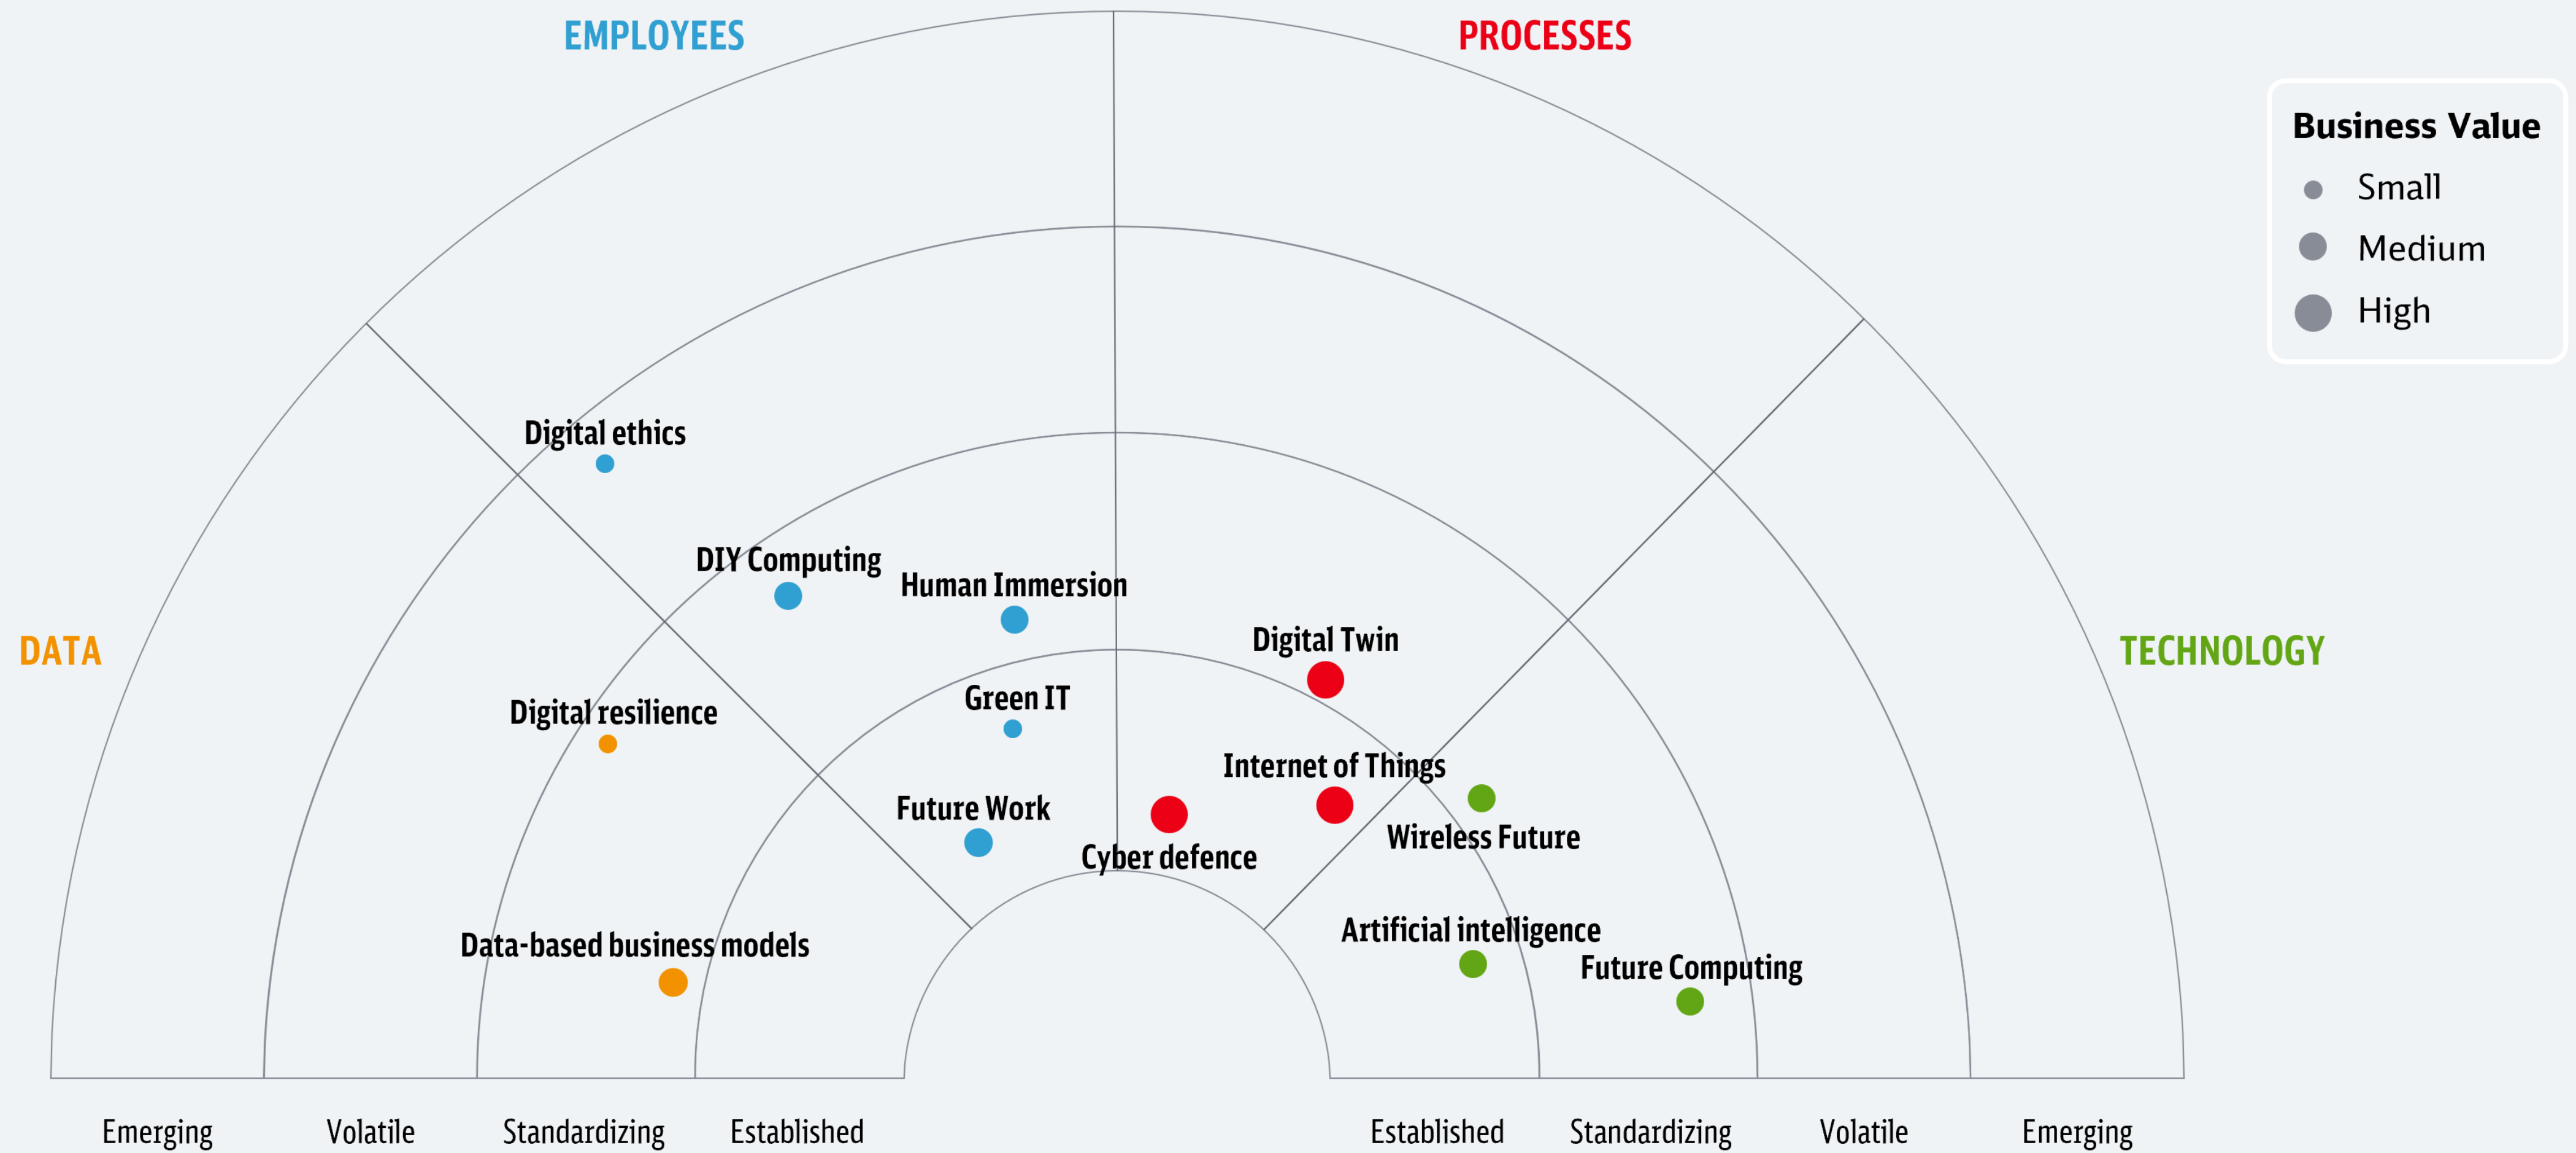 EMPLOYEES
PROCESSES
Business Value
Small
Medium
High
Digital ethics
DIY Computing
Human Immersion
Digital Twin
DATA
TECHNOLOGY
Digital resilience
Green IT
Internet of Things
Future Work
Wireless Future
Cyber defence
Data-based business models
Artificial intelligence
Future Computing
Emerging Volatile Standardizing Established Established Standardizing Volatile Emerging